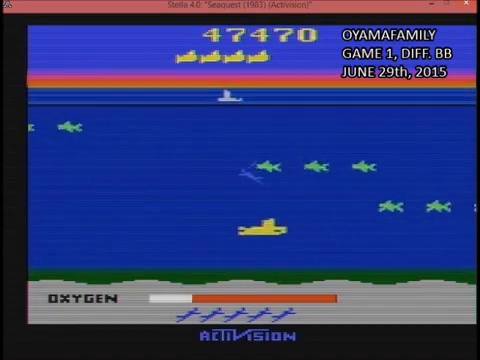 Stella 4.0: "Seaquest (1983) (Activision)"
47470
OYAMAFAMILY
GAME 1, DIFF. BB
JUNE 29th, 2015
OXYGEN
ACTIVISION